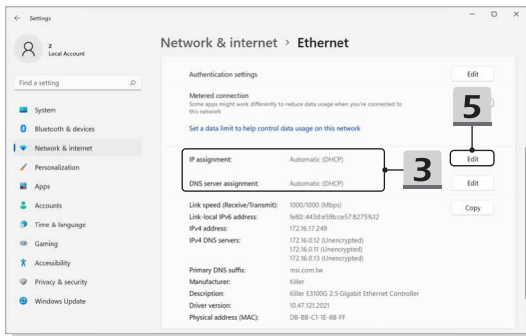 Settings
z
Local Account
Find a setting
System
Bluetooth & devices
Network & internet
Personalization
Apps
Accounts
Time & language
Gaming
Accessibility
Privacy & security
Windows Update
Network & internet > Ethernet
Authentication settings Edit
Metered connection
Some apps might work differently to reduce data usage when you're connected to
this network
Set a data limit to help control data usage on this network
5
IP assignment: Automatic (DHCP) Edit
3
DNS server assignment: Automatic (DHCP) Edit
Link speed (Receive/Transmit): 1000/1000 (Mbps) Copy
Link-local IPv6 address: fe80::443d:e59b:ce57:8275%12
IPv4 address: 172.16.17.249
IPv4 DNS servers: 172.16.0.12 (Unencrypted)
172.16.0.11 (Unencrypted)
172.16.0.13 (Unencrypted)
Primary DNS suffix: msi.com.tw
Manufacturer: Killer
Description: Killer E3100G 2.5 Gigabit Ethernet Controller
Driver version: 10.47.121.2021
Physical address (MAC): D8-BB-C1-1E-8B-FF